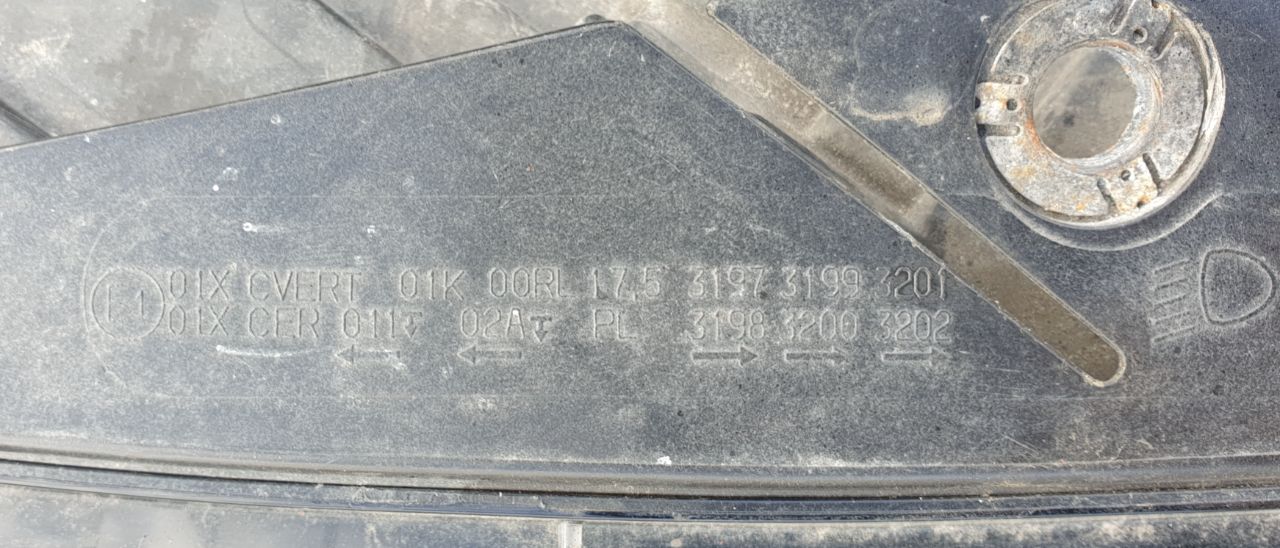 E1 01X CVERT 01K 00RL 17.5 3197 3199 3201
01X CER 011 02A PL 3198 3200 3202
← ← → → →